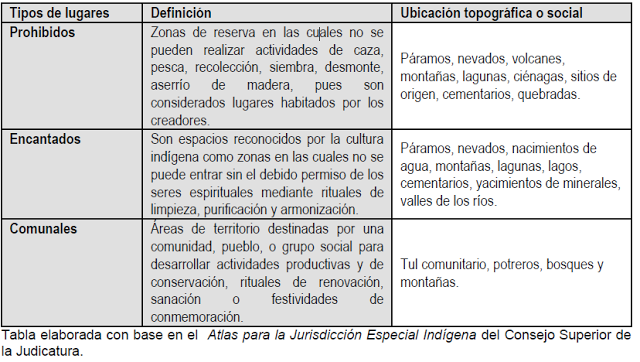 Tipos de lugares Definición Ubicación topográfica o social
Prohibidos
Zonas de reserva en las cuales no se
pueden realizar actividades de caza,
pesca, recolección, siembra, desmonte,
aserrío de madera, pues son
considerados lugares habitados por los
creadores.
Páramos, nevados, volcanes,
montañas, lagunas, ciénagas, sitios de
origen, cementarios, quebradas.
Encantados
Son espacios reconocidos por la cultura
indígena como zonas en las cuales no se
puede entrar sin el debido permiso de los
seres espirituales mediante rituales de
limpieza, purificación y armonización.
Páramos, nevados, nacimientos de
agua, montañas, lagunas, lagos,
cementarios, yacimientos de minerales,
valles de los ríos.
Comunales
Áreas de territorio destinadas por una
comunidad, pueblo, o grupo social para
desarrollar actividades productivas y de
conservación, rituales de renovación,
sanación o festividades de
conmemoración.
Tul comunitario, potreros, bosques y
montañas.
Tabla elaborada con base en el Atlas para la Jurisdicción Especial Indígena del Consejo Superior de
la Judicatura.